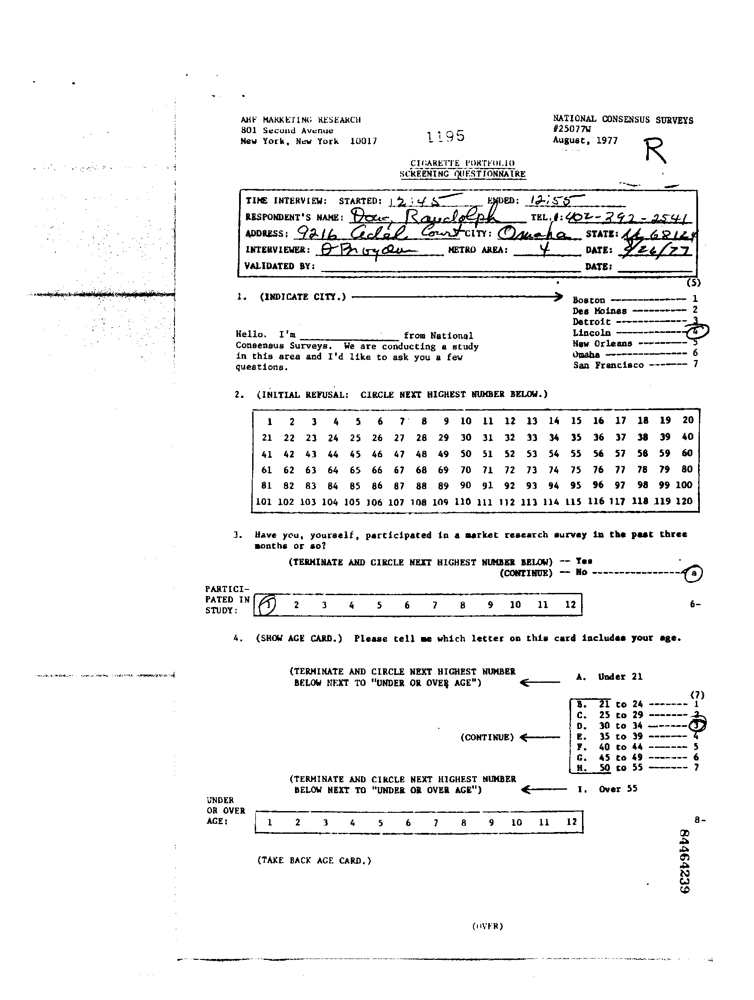 AHF MARKETING RESEARCH
801 Second Avenue
New York, New York 10017
1195
NATIONAL CONSENSUS SURVEYS
#25077W
August, 1977
R
CIGARETTE PORTFOLIO
SCREENING QUESTIONNAIRE
TIME INTERVIEW: STARTED: 12:45 ENDED: 12:55
RESPONDENT'S NAME: Randolph TEL.#: 402-392-2541
ADDRESS: 9216 Court CITY: Omaha STATE: 68124
INTERVIEWER: METRO AREA: 4 DATE: 9/26/77
VALIDATED BY: DATE:
(5)
1. (INDICATE CITY.)
Boston ---------- 1
Des Moines --------- 2
Detroit ---------- 3
Lincoln ---------- 4
New Orleans ------ 5
Omaha ---------- 6
San Francisco ------- 7
Hello. I'm ____________ from National
Consensus Surveys. We are conducting a study
in this area and I'd like to ask you a few
questions.
2. (INITIAL REFUSAL: CIRCLE NEXT HIGHEST NUMBER BELOW.)
1 2 3 4 5 6 7 8 9 10 11 12 13 14 15 16 17 18 19 20
21 22 23 24 25 26 27 28 29 30 31 32 33 34 35 36 37 38 39 40
41 42 43 44 45 46 47 48 49 50 51 52 53 54 55 56 57 58 59 60
61 62 63 64 65 66 67 68 69 70 71 72 73 74 75 76 77 78 79 80
81 82 83 84 85 86 87 88 89 90 91 92 93 94 95 96 97 98 99 100
101 102 103 104 105 106 107 108 109 110 111 112 113 114 115 116 117 118 119 120
3. Have you, yourself, participated in a market research survey in the past three
months or so?
(TERMINATE AND CIRCLE NEXT HIGHEST NUMBER BELOW) -- Yes
(CONTINUE) -- No --------------
PARTICI-
PATED IN
STUDY: 1 2 3 4 5 6 7 8 9 10 11 12
6-
4. (SHOW AGE CARD.) Please tell me which letter on this card includes your age.
(TERMINATE AND CIRCLE NEXT HIGHEST NUMBER
BELOW NEXT TO "UNDER OR OVER AGE")
A. Under 21
(7)
B. 21 to 24 ------- 1
C. 25 to 29 ------- 2
D. 30 to 34 ------- 3
(CONTINUE)
E. 35 to 39 ------- 4
F. 40 to 44 ------- 5
G. 45 to 49 ------- 6
H. 50 to 55 ------- 7
(TERMINATE AND CIRCLE NEXT HIGHEST NUMBER
BELOW NEXT TO "UNDER OR OVER AGE")
I. Over 55
UNDER
OR OVER
AGE: 1 2 3 4 5 6 7 8 9 10 11 12
8-
84464239
(TAKE BACK AGE CARD.)
(OVER)